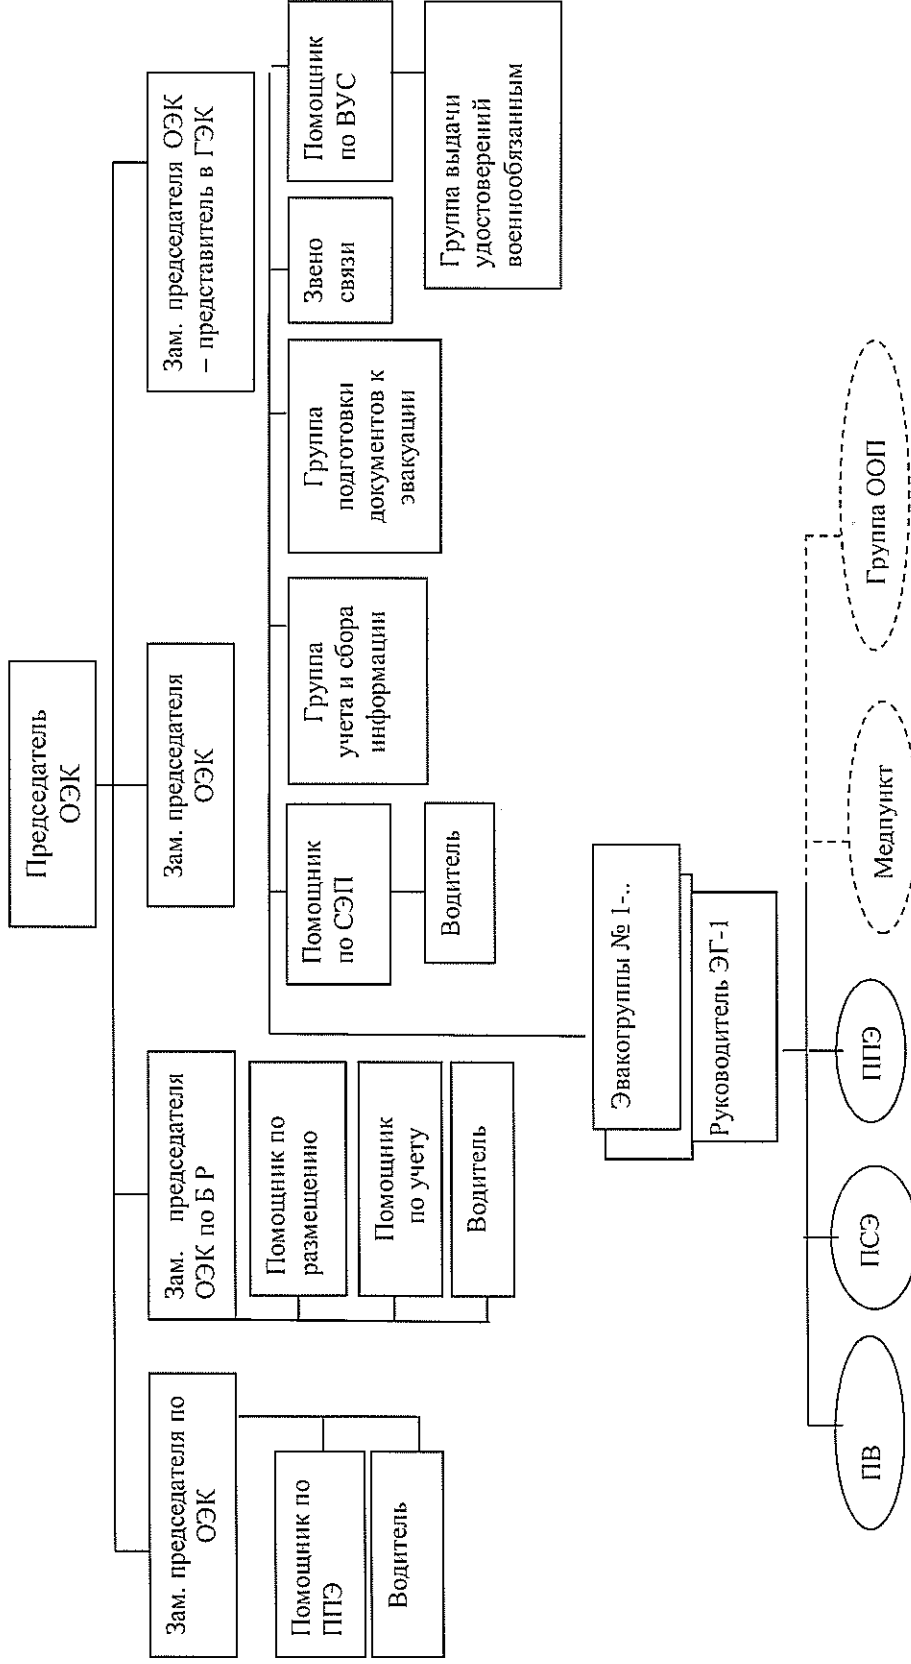 Председатель
ОЭК
Зам. председателя по
ОЭК
Зам. председателя
ОЭК по Б Р
Зам. председателя
ОЭК
Зам. председателя ОЭК
– представитель в ГЭК
Помощник по
ППЭ
Водитель
Помощник по
размещению
Помощник
по учету
Водитель
Помощник
по СЭП
Водитель
Группа
учета и сбора
информации
Группа
подготовки
документов к
эвакуации
Звено
связи
Помощник
по ВУС
Группа выдачи
удостоверений
военнообязанным
Эвакогруппы № 1-..
Руководитель ЭГ-1
ПВ
ПСЭ
ППЭ
Медпункт
Группа ООП